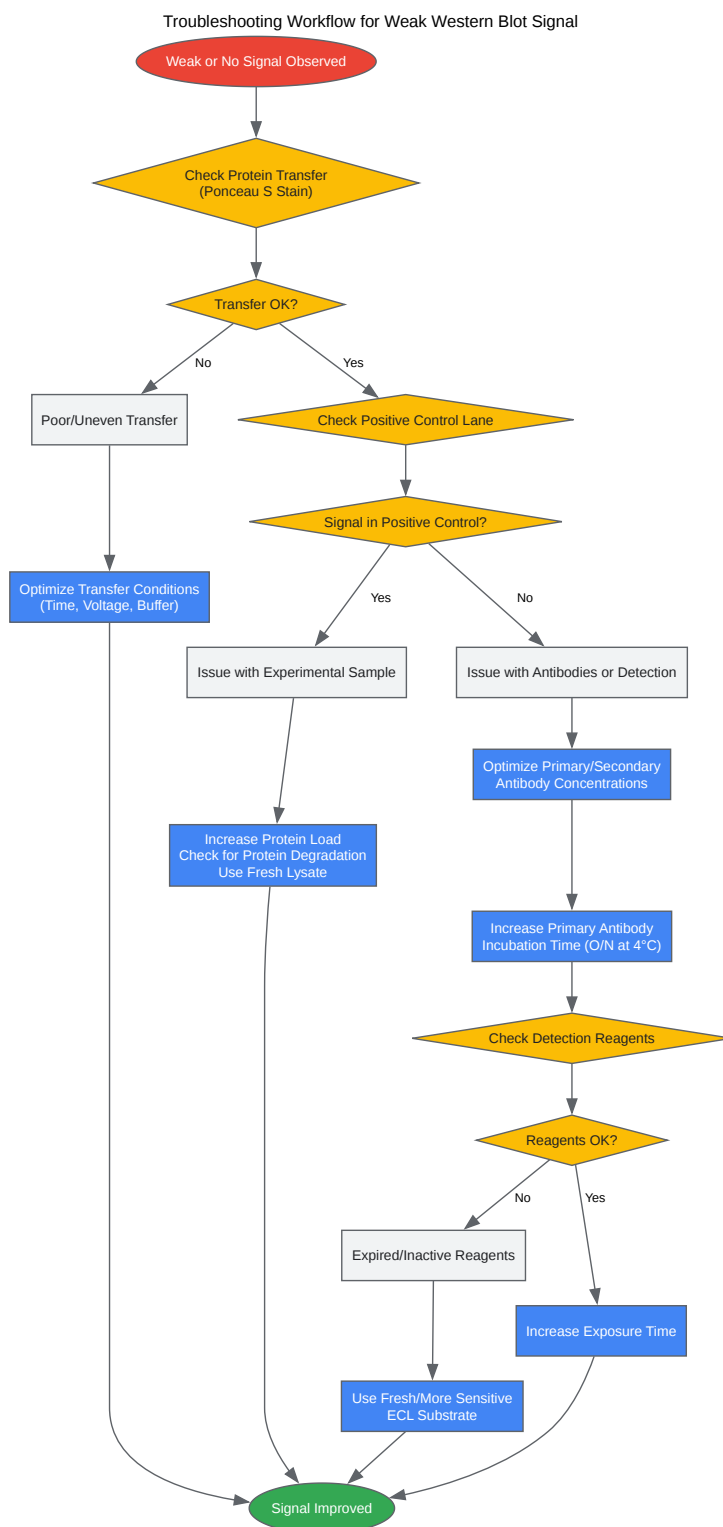 Troubleshooting Workflow for Weak Western Blot Signal
Weak or No Signal Observed
Check Protein Transfer
(Ponceau S Stain)
Transfer OK?
No
Yes
Poor/Uneven Transfer
Check Positive Control Lane
Signal in Positive Control?
Optimize Transfer Conditions
(Time, Voltage, Buffer)
Yes
No
Issue with Experimental Sample
Issue with Antibodies or Detection
Optimize Primary/Secondary
Antibody Concentrations
Increase Protein Load
Check for Protein Degradation
Use Fresh Lysate
Increase Primary Antibody
Incubation Time (O/N at 4°C)
Check Detection Reagents
Reagents OK?
No
Yes
Expired/Inactive Reagents
Increase Exposure Time
Use Fresh/More Sensitive
ECL Substrate
Signal Improved